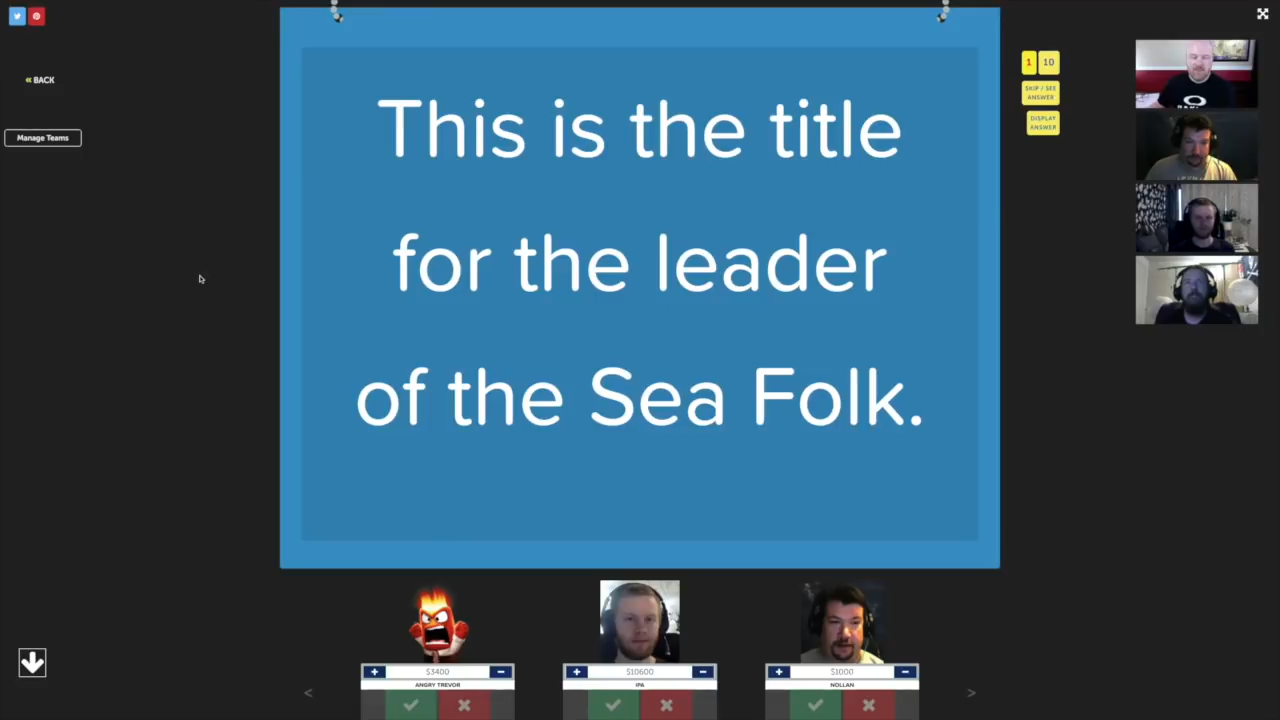 « BACK
Manage Teams
This is the title
for the leader
of the Sea Folk.
1 10
SKIP / SEE
ANSWER
DISPLAY
ANSWER
$3400
ANGRY TREVOR
$10600
IPA
$1000
NOLLAN